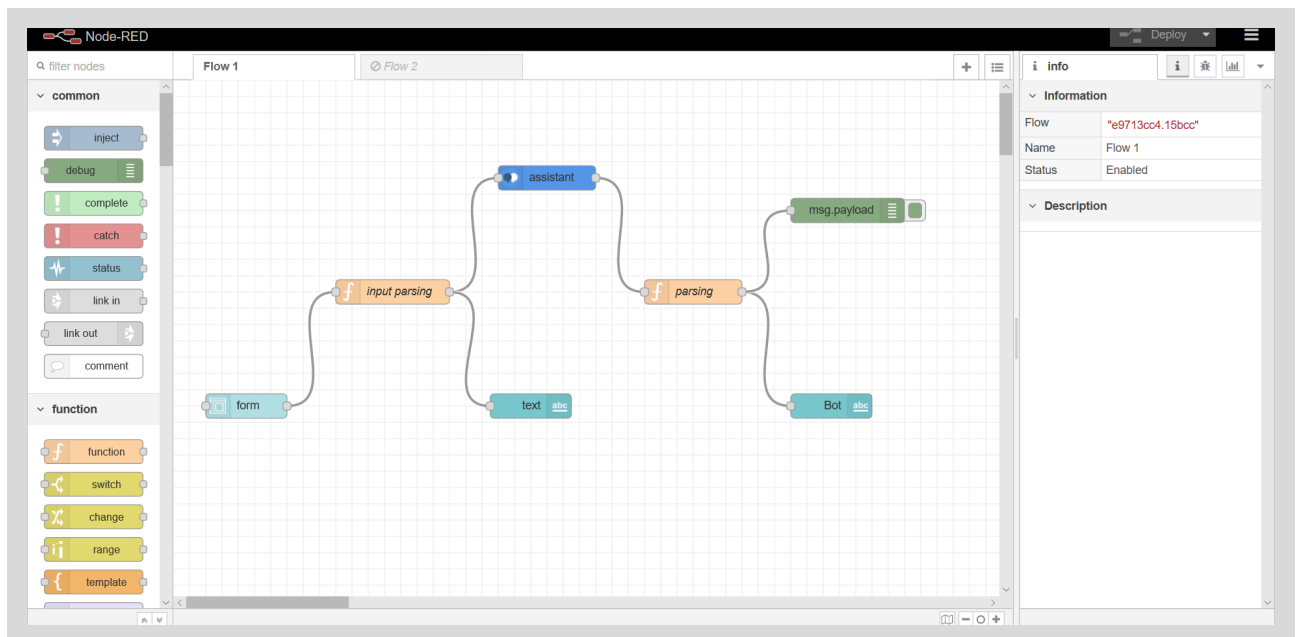 Node-RED
Deploy
filter nodes
Flow 1
Flow 2
i info
i
common
inject
debug
complete
catch
status
link in
link out
comment
function
function
switch
change
range
template
assistant
msg.payload
input parsing
parsing
form
text abc
Bot abc
Information
Flow "e9713cc4.15bcc"
Name Flow 1
Status Enabled
Description